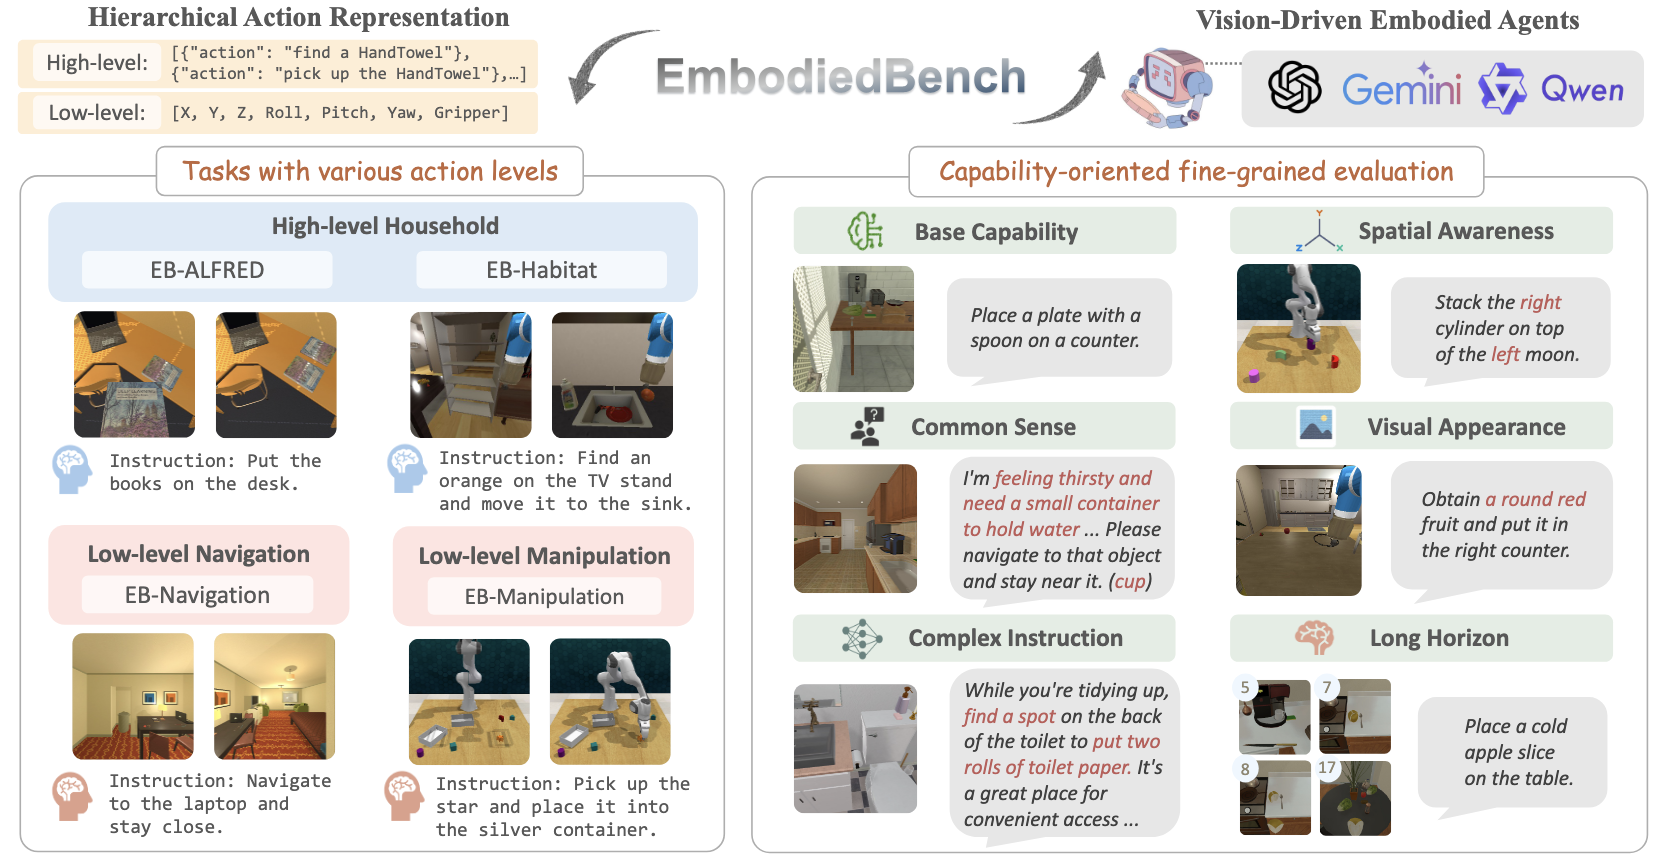 Hierarchical Action Representation
High-level:
[{"action": "find a HandTowel"},
{"action": "pick up the HandTowel"},…]
Low-level:
[X, Y, Z, Roll, Pitch, Yaw, Gripper]
EmbodiedBench
Vision-Driven Embodied Agents
Gemini
Qwen
Tasks with various action levels
High-level Household
EB-ALFRED
EB-Habitat
Instruction: Put the
books on the desk.
Instruction: Find an
orange on the TV stand
and move it to the sink.
Low-level Navigation
EB-Navigation
Low-level Manipulation
EB-Manipulation
Instruction: Navigate
to the laptop and
stay close.
Instruction: Pick up the
star and place it into
the silver container.
Capability-oriented fine-grained evaluation
Base Capability
Place a plate with a
spoon on a counter.
Y
Z
X
Spatial Awareness
Stack the right
cylinder on top
of the left moon.
?
Common Sense
I'm feeling thirsty and
need a small container
to hold water ... Please
navigate to that object
and stay near it. (cup)
Visual Appearance
Obtain a round red
fruit and put it in
the right counter.
Complex Instruction
While you're tidying up,
find a spot on the back
of the toilet to put two
rolls of toilet paper. It's
a great place for
convenient access ...
Long Horizon
5
7
8
17
Place a cold
apple slice
on the table.